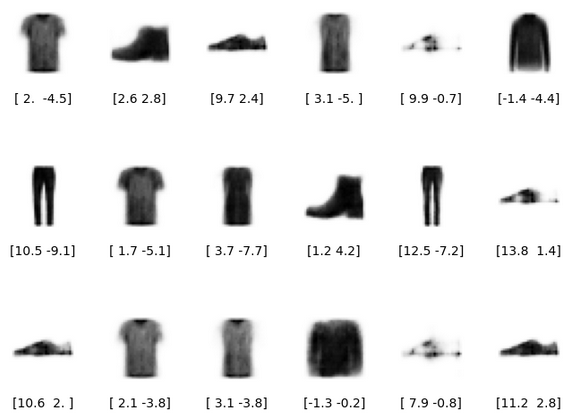 [ 2.  -4.5] [2.6 2.8] [9.7 2.4] [ 3.1 -5. ] [ 9.9 -0.7] [-1.4 -4.4]
[10.5 -9.1] [ 1.7 -5.1] [ 3.7 -7.7] [1.2 4.2] [12.5 -7.2] [13.8  1.4]
[10.6  2. ] [ 2.1 -3.8] [ 3.1 -3.8] [-1.3 -0.2] [ 7.9 -0.8] [11.2  2.8]